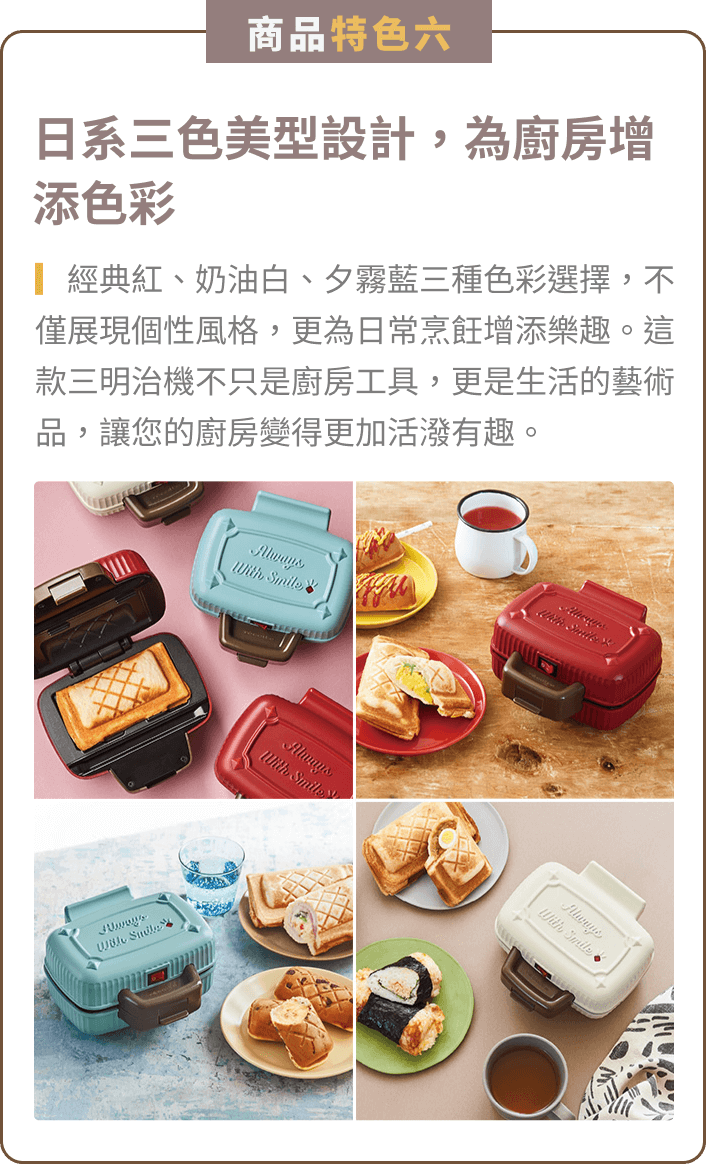 商品特色六
日系三色美型設計，為廚房增
添色彩
經典紅、奶油白、夕霧藍三種色彩選擇，不
僅展現個性風格，更為日常烹飪增添樂趣。這
款三明治機不只是廚房工具，更是生活的藝術
品，讓您的廚房變得更加活潑有趣。
Always
With Smile
Always
With Smile
Always
With Smile
Always
With Smile
Always
With Smile